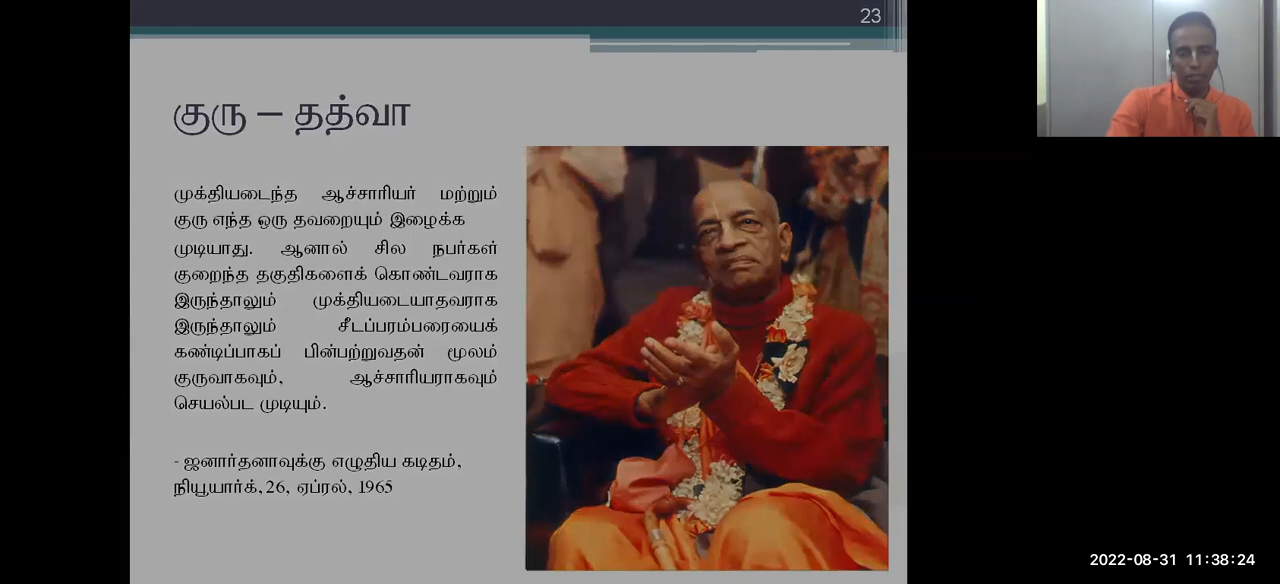 23
குரு – தத்வா
முக்தியடைந்த ஆச்சாரியர் மற்றும்
குரு எந்த ஒரு தவறையும் இழைக்க
முடியாது. ஆனால் சில நபர்கள்
குறைந்த தகுதிகளைக் கொண்டவராக
இருந்தாலும் முக்தியடையாதவராக
இருந்தாலும் சீடப்பரம்பரையைக்
கண்டிப்பாகப் பின்பற்றுவதன் மூலம்
குருவாகவும், ஆச்சாரியராகவும்
செயல்பட முடியும்.
- ஜனார்தனாவுக்கு எழுதிய கடிதம்,
நியூயார்க், 26, ஏப்ரல், 1965
2022-08-31 11:38:24